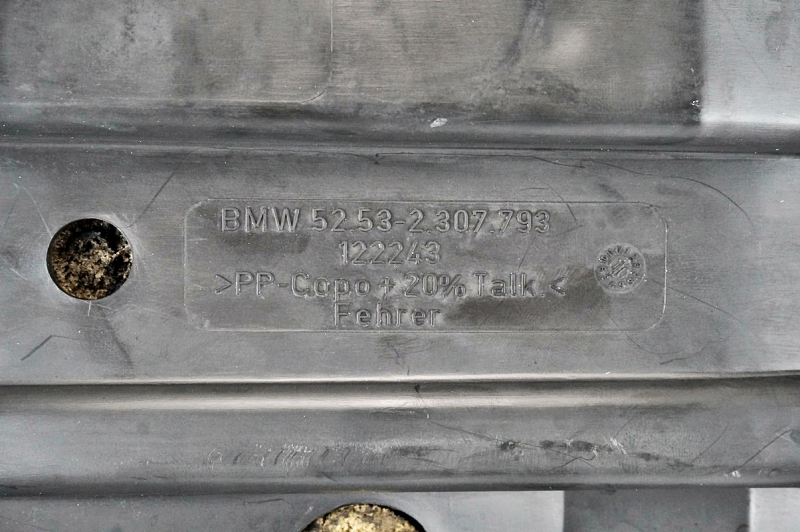 BMW 52.53-2.307.793
122243
>PP-Copo + 20% Talk.<
Fehrer